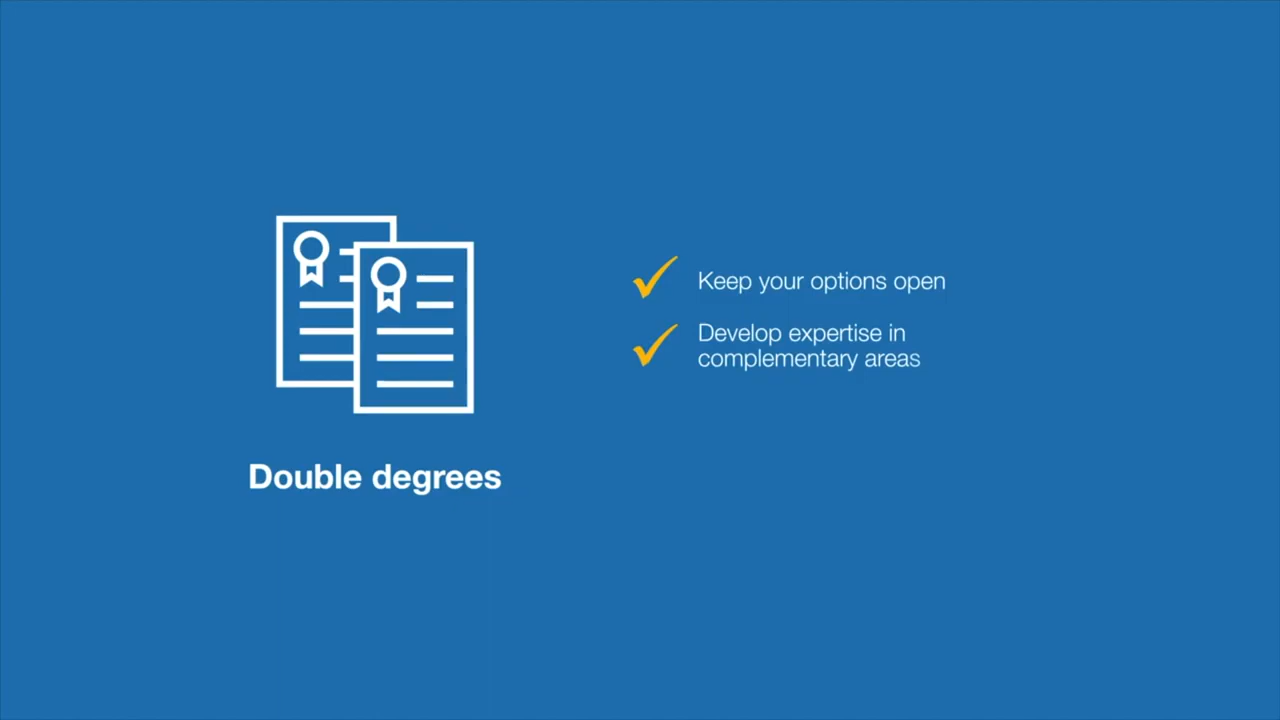 Keep your options open
Develop expertise in
complementary areas
Double degrees